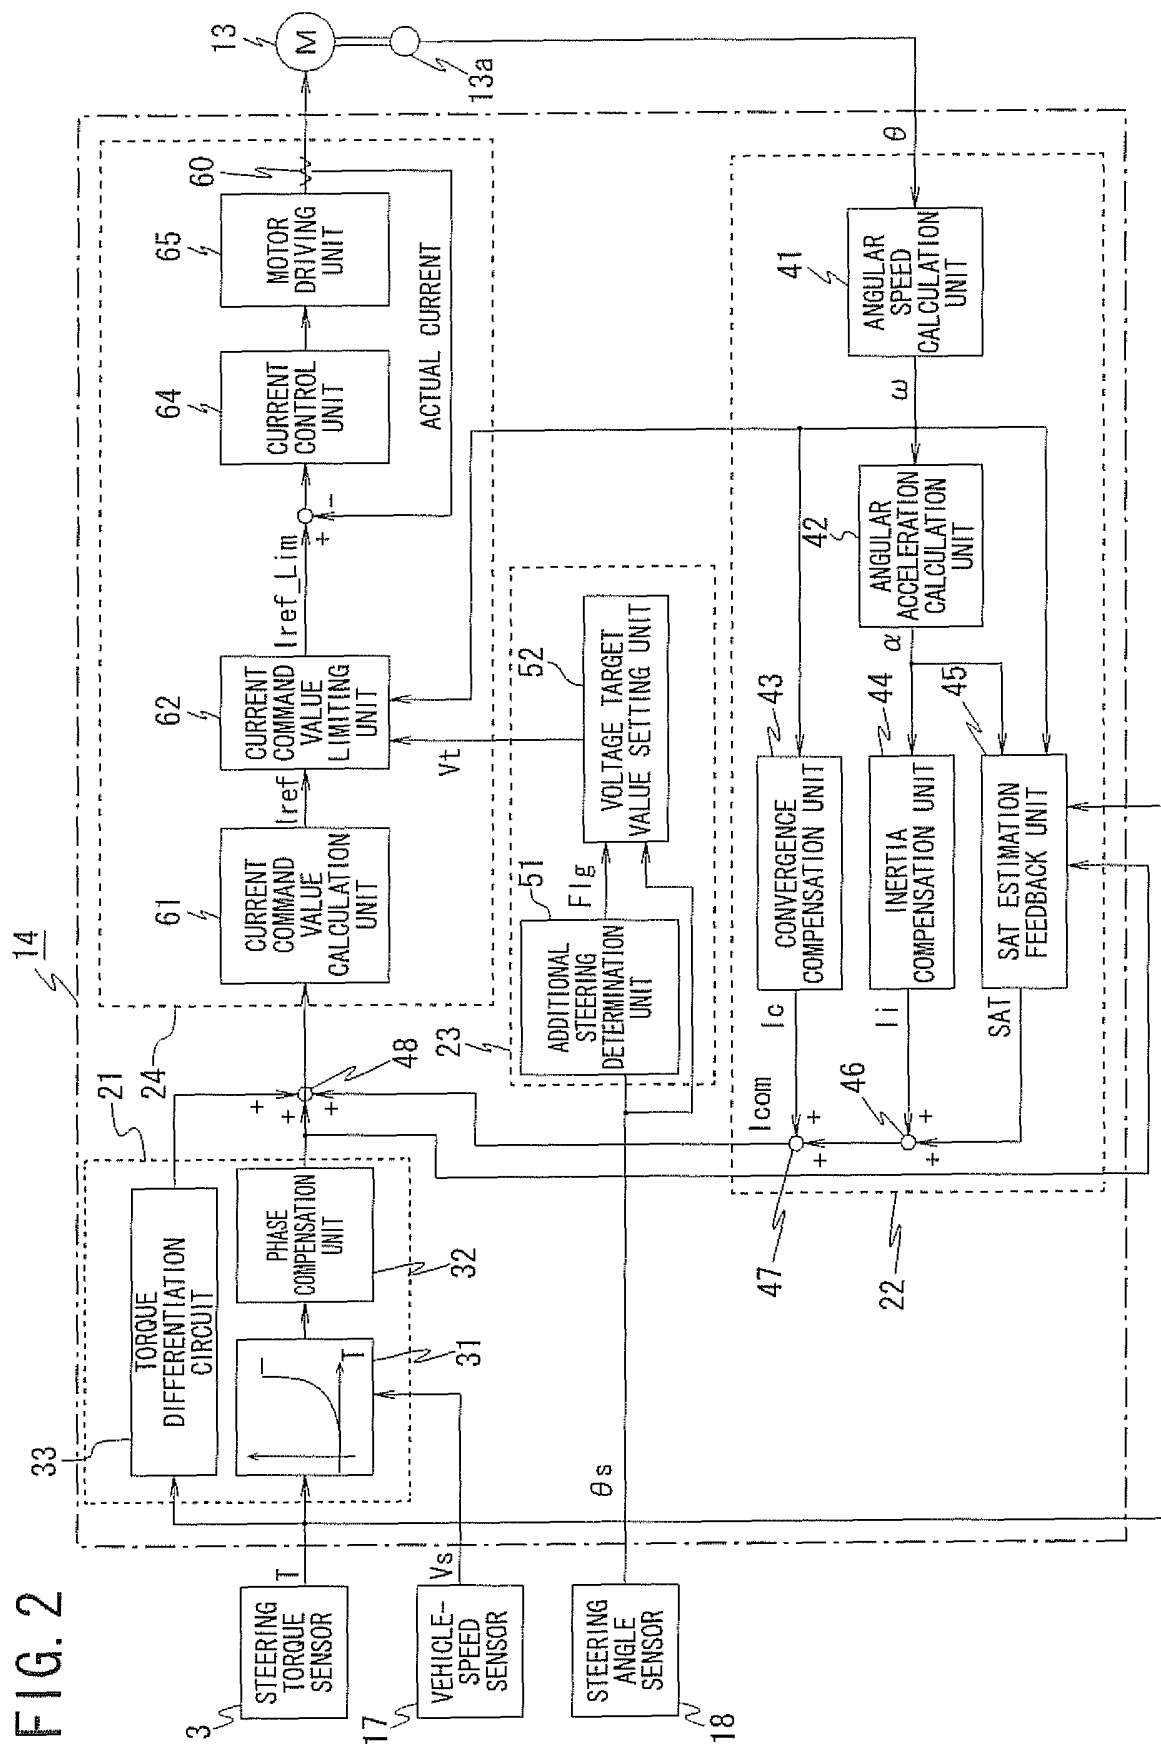 FIG. 2
14
3
STEERING
TORQUE
SENSOR
T
17
VEHICLE-
SPEED
SENSOR
Vs
18
STEERING
ANGLE
SENSOR
θs
21
33
TORQUE
DIFFERENTIATION
CIRCUIT
T
31
PHASE
COMPENSATION
UNIT
32
+
+
+
48
24
61
CURRENT
COMMAND
VALUE
CALCULATION
UNIT
Iref
62
CURRENT
COMMAND
VALUE
LIMITING
UNIT
Iref_Lim
+
-
64
CURRENT
CONTROL
UNIT
65
MOTOR
DRIVING
UNIT
60
ACTUAL CURRENT
13
M
13a
23
51
ADDITIONAL
STEERING
DETERMINATION
UNIT
Flg
52
VOLTAGE TARGET
VALUE SETTING UNIT
Vt
22
θ
41
ANGULAR
SPEED
CALCULATION
UNIT
ω
42
ANGULAR
ACCELERATION
CALCULATION
UNIT
α
43
CONVERGENCE
COMPENSATION UNIT
Ic
44
INERTIA
COMPENSATION UNIT
Ii
45
SAT ESTIMATION
FEEDBACK UNIT
SAT
46
+
+
47
+
+
Icom